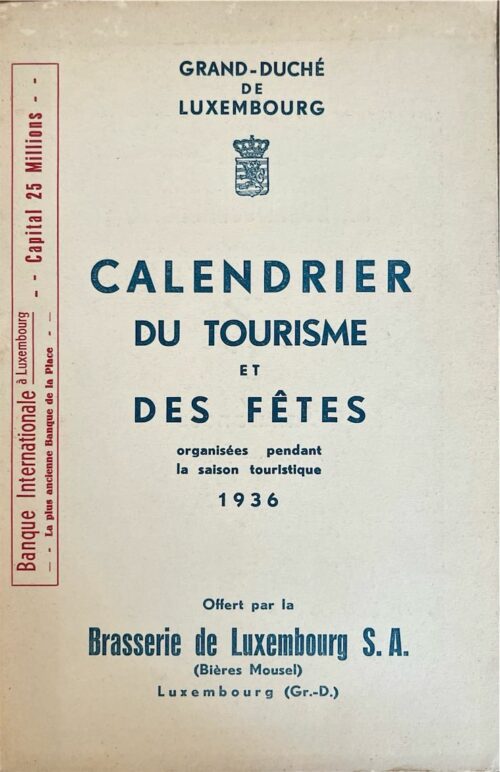 GRAND-DUCHÉ
DE
LUXEMBOURG
CALENDRIER
DU TOURISME
ET
DES FÊTES
organisées pendant
la saison touristique
1936
Offert par la
Brasserie de Luxembourg S. A.
(Bières Mousel)
Luxembourg (Gr.-D.)
Banque Internationale à Luxembourg - - Capital 25 Millions - -
- - La plus ancienne Banque de la Place - -